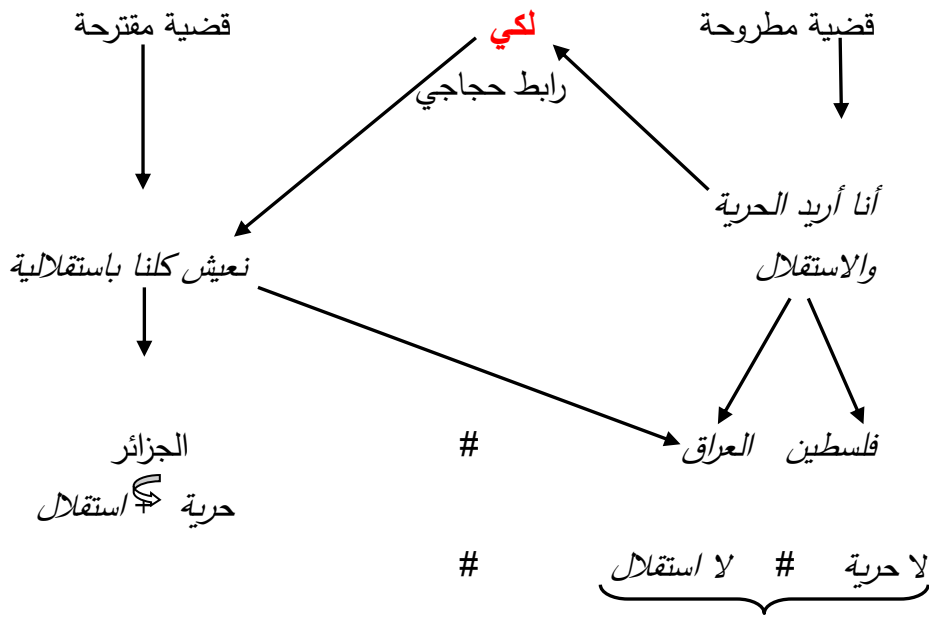 قضية مطروحة لكي قضية مقترحة
رابط حجاجي
أنا أريد الحرية
والاستقلال نعيش كلنا باستقلالية
فلسطين العراق # الجزائر
حرية + استقلال
لا حرية # لا استقلال #